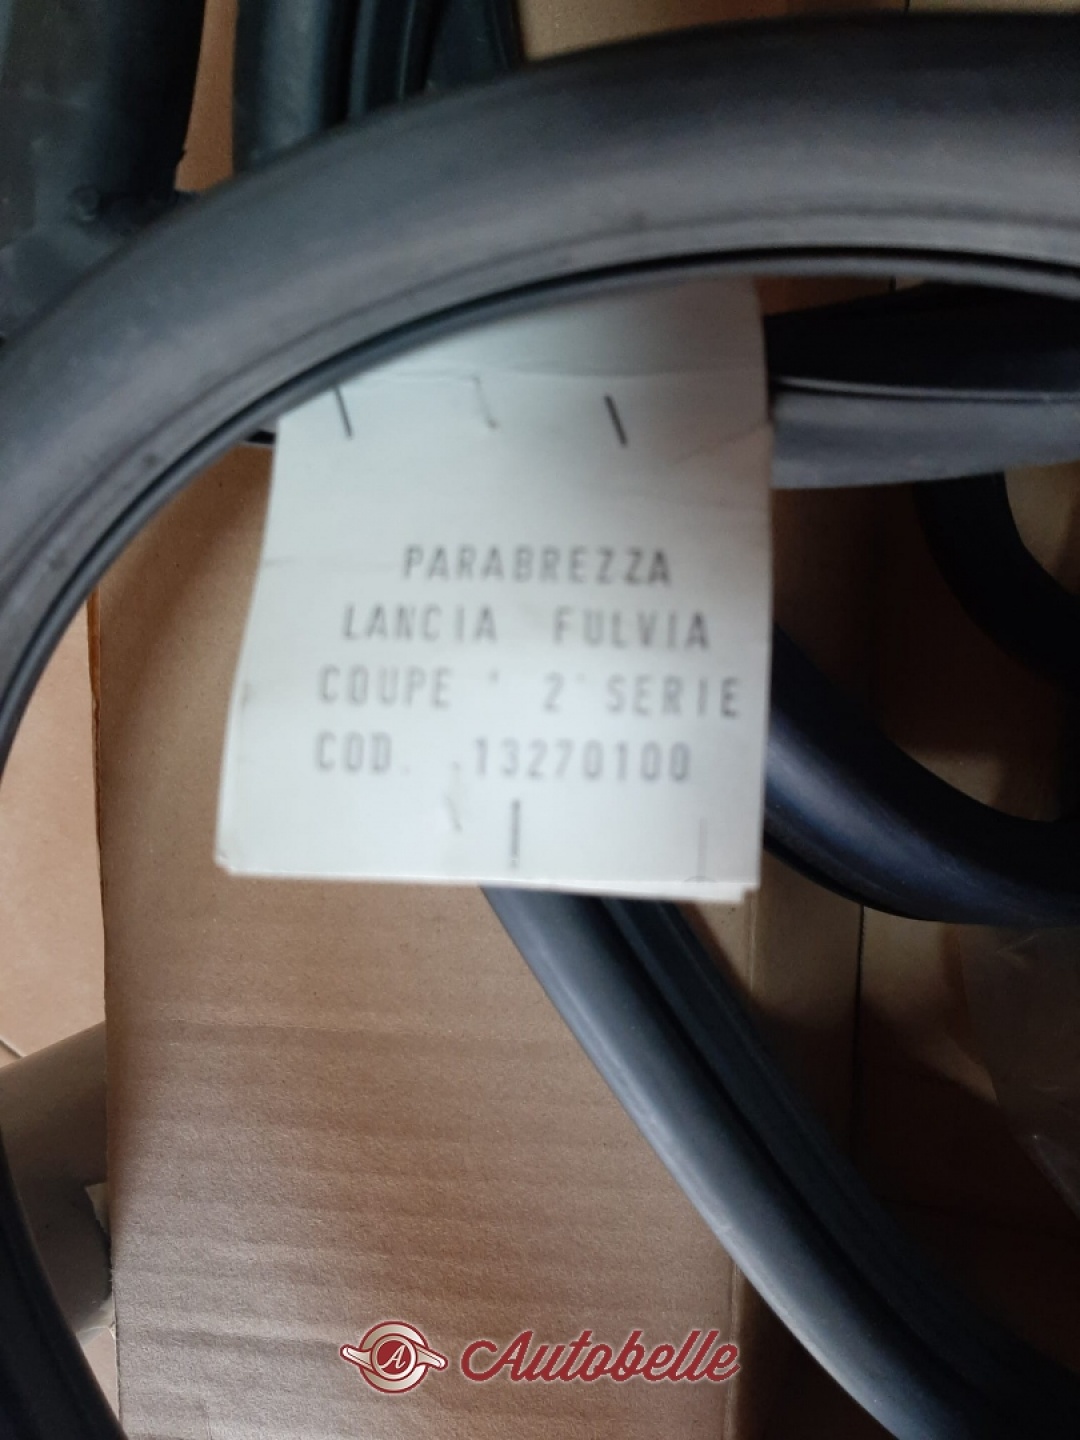 PARABREZZA
LANCIA FULVIA
COUPE ' 2 SERIE
COD. 13270100
A Autobelle